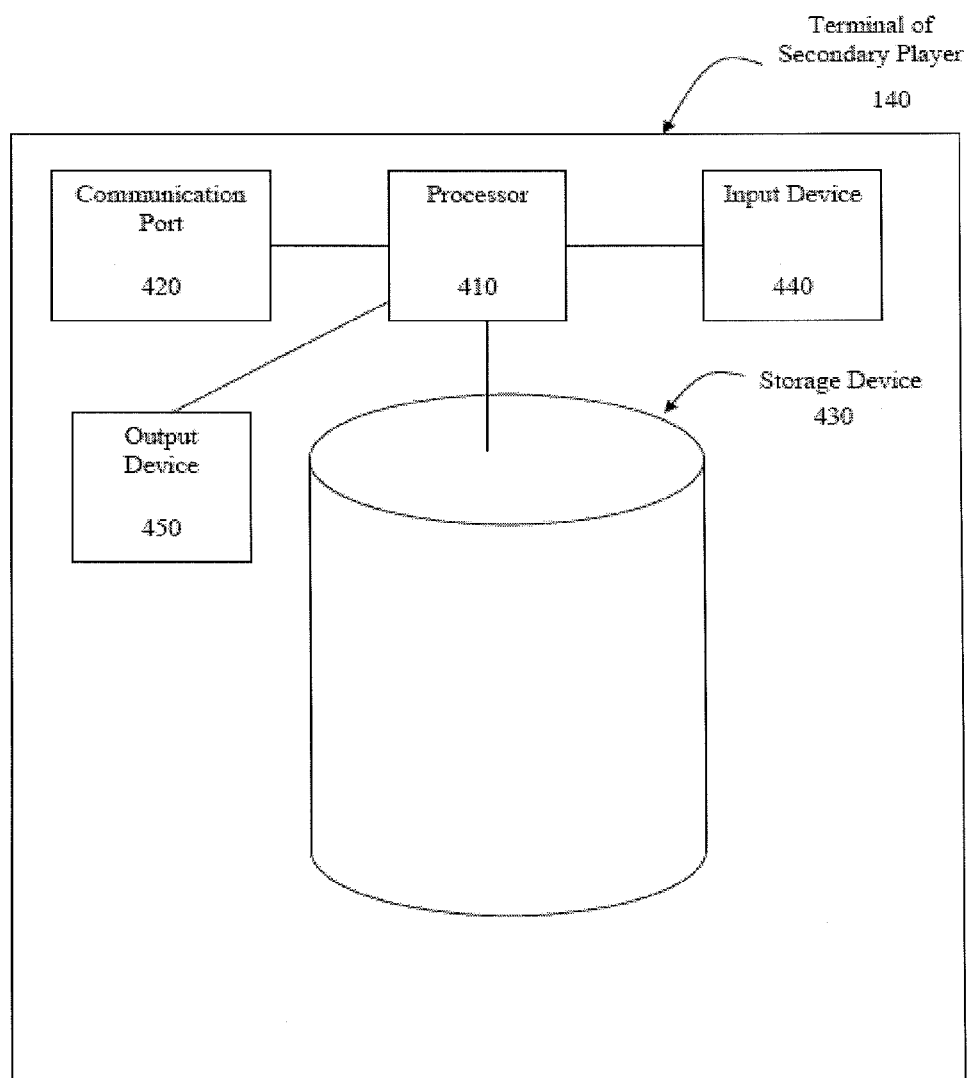 Terminal of
Secondary Player
140
Communication
Port
420
Processor
410
Input Device
440
Storage Device
430
Output
Device
450